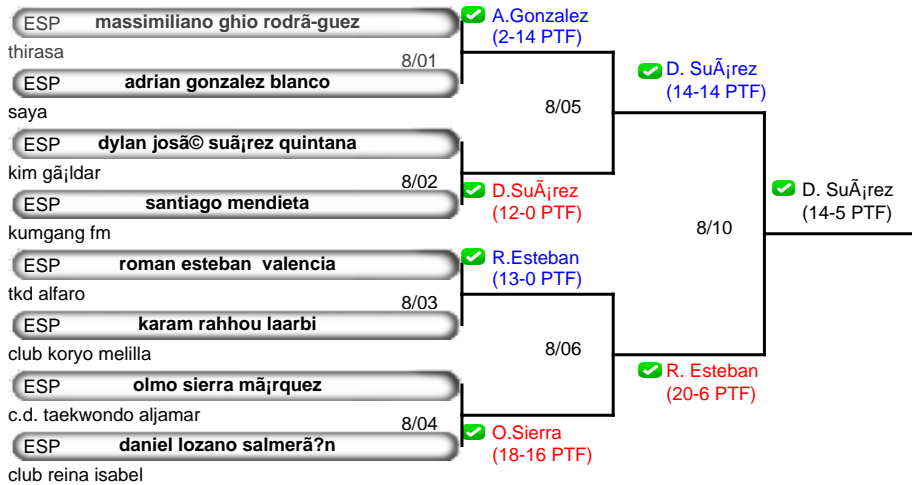 ESP massimiliano ghio rodrã-guez
A.Gonzalez
(2-14 PTF)
thirasa
8/01
ESP adrian gonzalez blanco
saya
D. SuÃ¡rez
(14-14 PTF)
8/05
ESP dylan josã© suã¡rez quintana
kim gã¡ldar
8/02
ESP santiago mendieta
kumgang fm
D.SuÃ¡rez
(12-0 PTF)
D. SuÃ¡rez
(14-5 PTF)
8/10
ESP roman esteban  valencia
tkd alfaro
R.Esteban
(13-0 PTF)
8/03
ESP karam rahhou laarbi
club koryo melilla
8/06
R. Esteban
(20-6 PTF)
ESP olmo sierra mã¡rquez
c.d. taekwondo aljamar
8/04
ESP daniel lozano salmerã?n
club reina isabel
O.Sierra
(18-16 PTF)